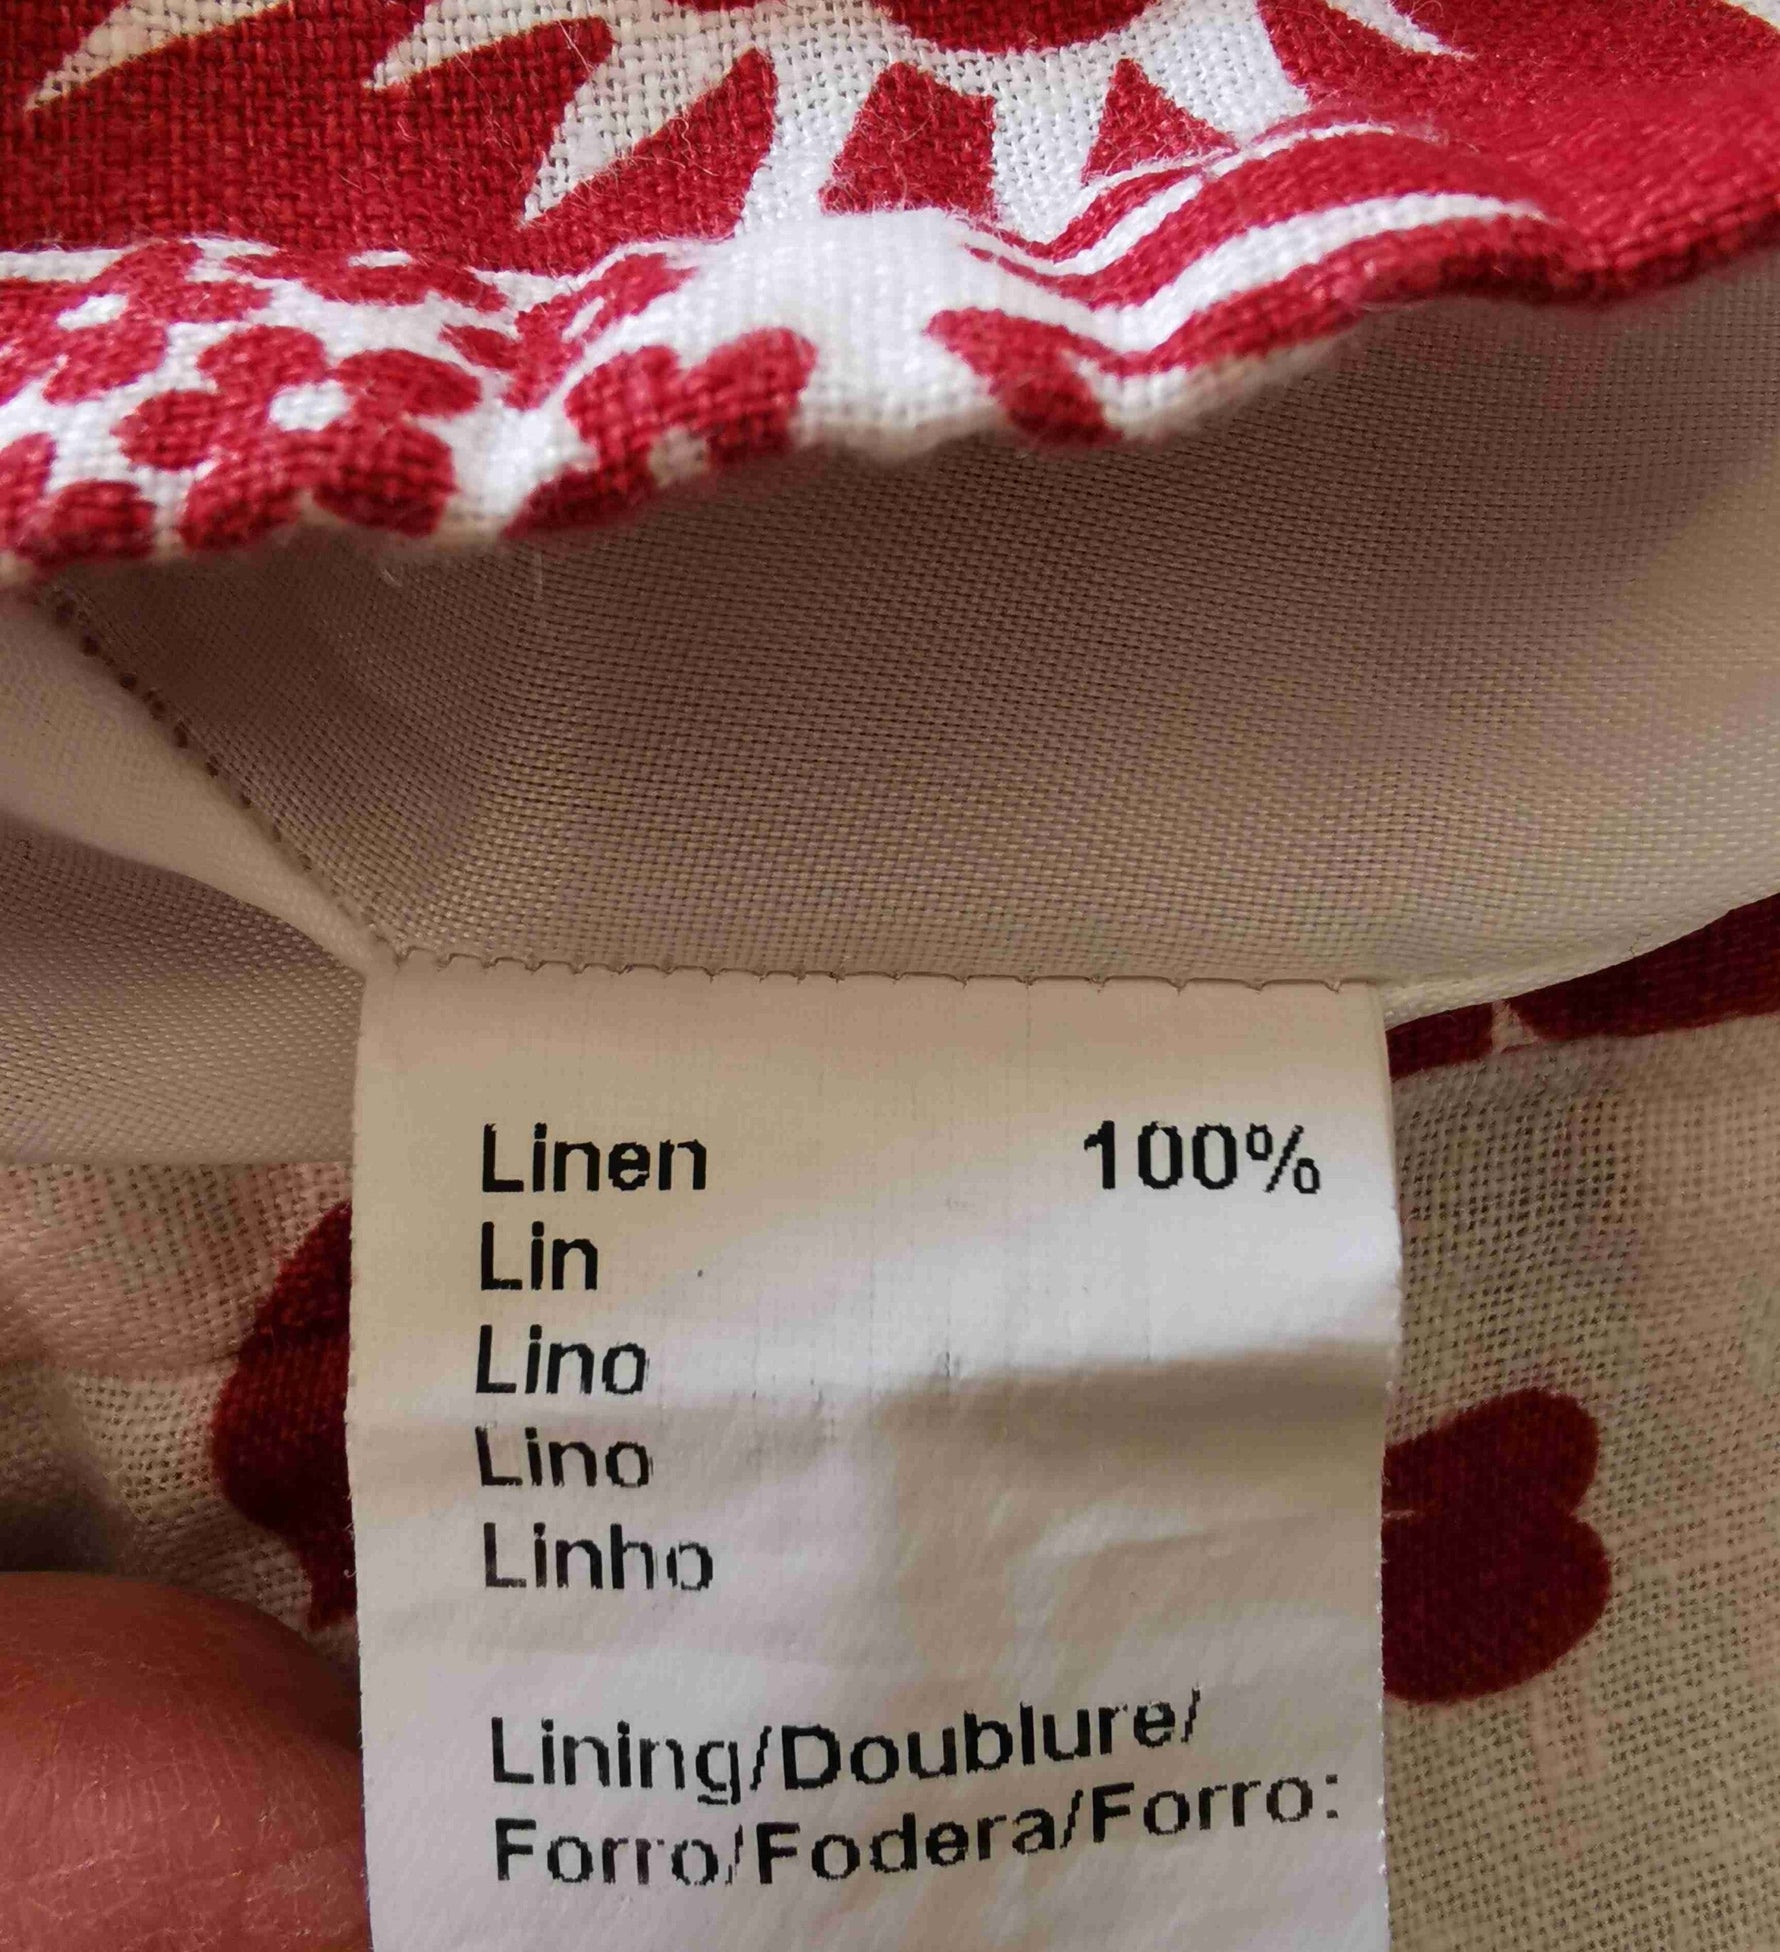 Linen 100%
Lin
Lino
Lino
Linho
Lining/Doublure/
Forro/Fodera/Forro: